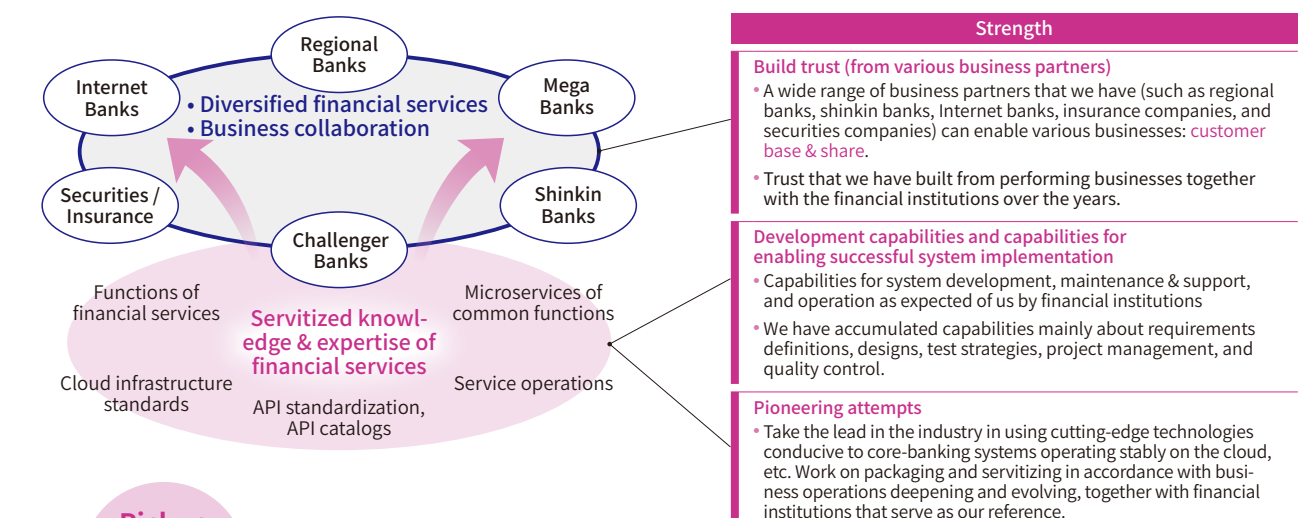 Regional
Banks
Internet
Banks
Mega
Banks
• Diversified financial services
• Business collaboration
Securities /
Insurance
Shinkin
Banks
Challenger
Banks
Functions of
financial services
Microservices of
common functions
Servitized knowl-
edge & expertise of
financial services
Cloud infrastructure
standards
Service operations
API standardization,
API catalogs
Strength
Build trust (from various business partners)
• A wide range of business partners that we have (such as regional
banks, shinkin banks, Internet banks, insurance companies, and
securities companies) can enable various businesses: customer
base & share.
• Trust that we have built from performing businesses together
with the financial institutions over the years.
Development capabilities and capabilities for
enabling successful system implementation
• Capabilities for system development, maintenance & support,
and operation as expected of us by financial institutions
• We have accumulated capabilities mainly about requirements
definitions, designs, test strategies, project management, and
quality control.
Pioneering attempts
• Take the lead in the industry in using cutting-edge technologies
conducive to core-banking systems operating stably on the cloud,
etc. Work on packaging and servitizing in accordance with busi-
ness operations deepening and evolving, together with financial
institutions that serve as our reference.